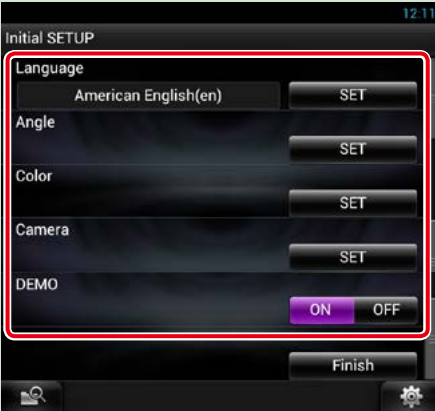 12:11
Initial SETUP
Language
American English(en) SET
Angle
SET
Color
SET
Camera
SET
DEMO
ON OFF
Finish